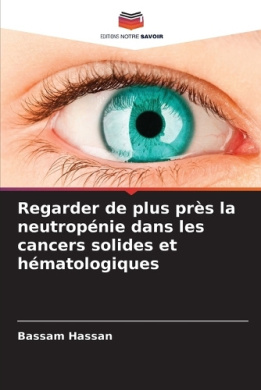 EDITIONS NOTRE SAVOIR
Regarder de plus près la
neutropénie dans les
cancers solides et
hématologiques
Bassam Hassan